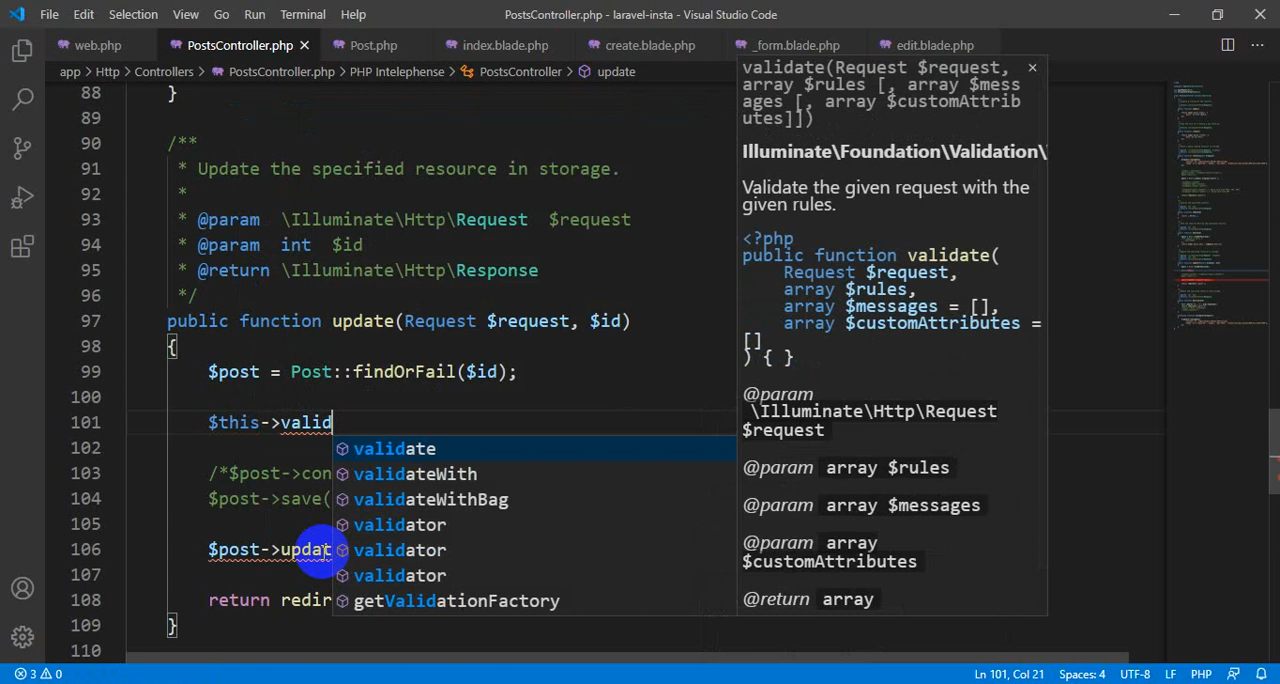 File Edit Selection View Go Run Terminal Help PostsController.php - laravel-insta - Visual Studio Code
web.php PostsController.php Post.php index.blade.php create.blade.php _form.blade.php edit.blade.php
app > Http > Controllers > PostsController.php > PHP Intelephense > PostsController > update
88 }
89
90 /**
91 * Update the specified resource in storage.
92 *
93 * @param \Illuminate\Http\Request $request
94 * @param int $id
95 * @return \Illuminate\Http\Response
96 */
97 public function update(Request $request, $id)
98 {
99 $post = Post::findOrFail($id);
100
101 $this->valid
102
103 /*$post->con
104 $post->save(
105
106 $post->updat
107
108 return redir
109 }
110
validate
validateWith
validateWithBag
validator
validator
validator
getValidationFactory
validate(Request $request,
array $rules [, array $mess
ages [, array $customAttrib
utes]])
Illuminate\Foundation\Validation\
Validate the given request with the
given rules.
<?php
public function validate(
Request $request,
array $rules,
array $messages = [],
array $customAttributes =
[]
) { }
@param
\Illuminate\Http\Request
$request
@param array $rules
@param array $messages
@param array
$customAttributes
@return array
3 0 Ln 101, Col 21 Spaces: 4 UTF-8 LF PHP